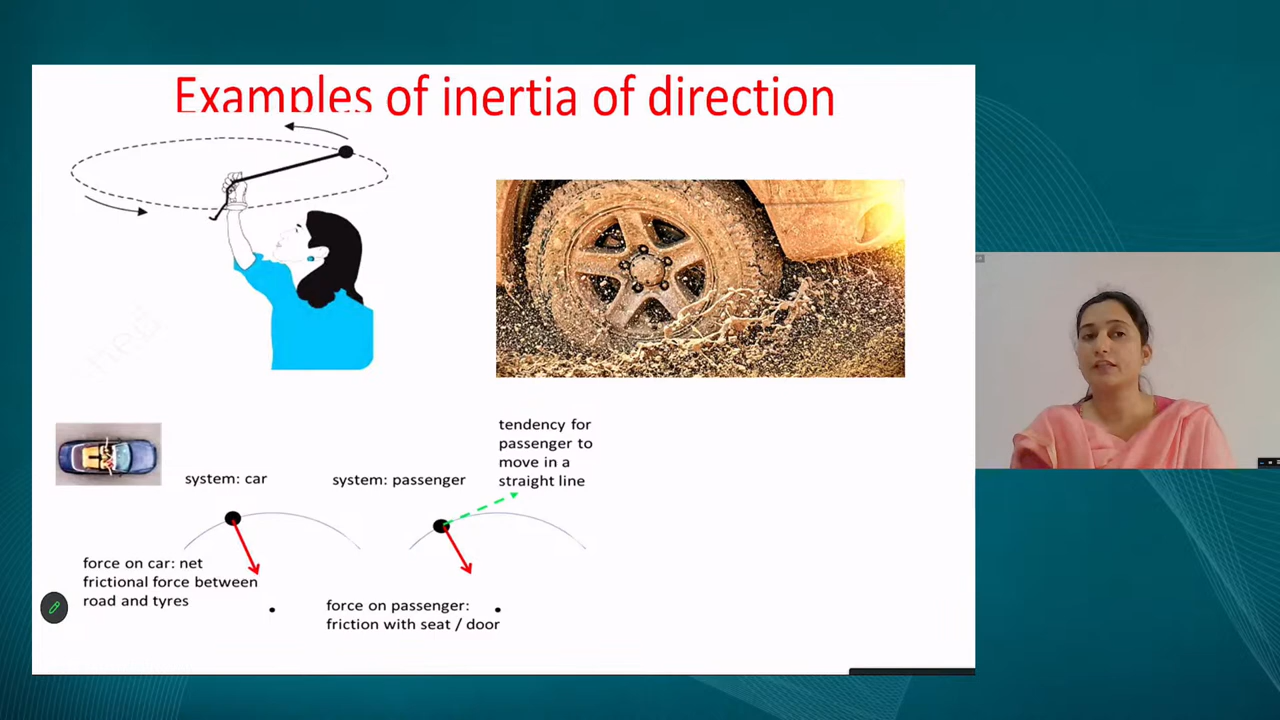 Examples of inertia of direction
tendency for
passenger to
move in a
straight line
system: car
system: passenger
force on car: net
frictional force between
road and tyres
force on passenger:
friction with seat / door